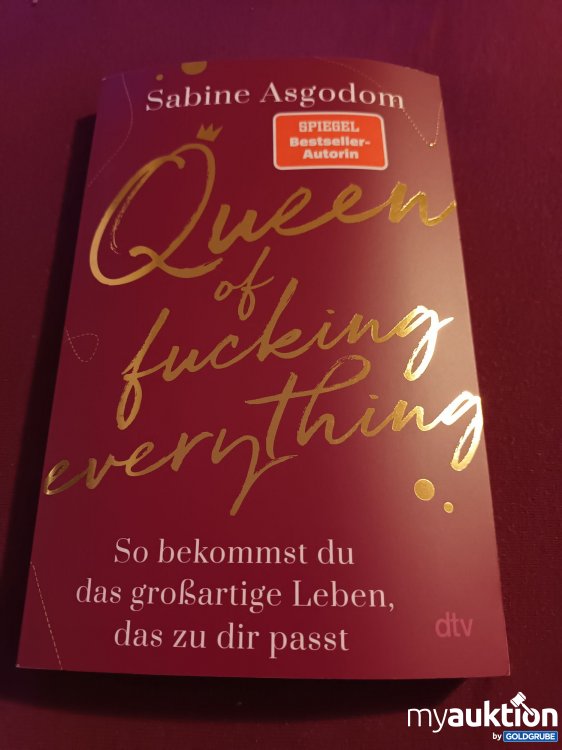 Sabine Asgodom
SPIEGEL
Bestseller-
Autorin
Queen
of
fucking
everything
So bekommst du
das großartige Leben,
das zu dir passt
dtv
myauktion
by GOLDGRUBE